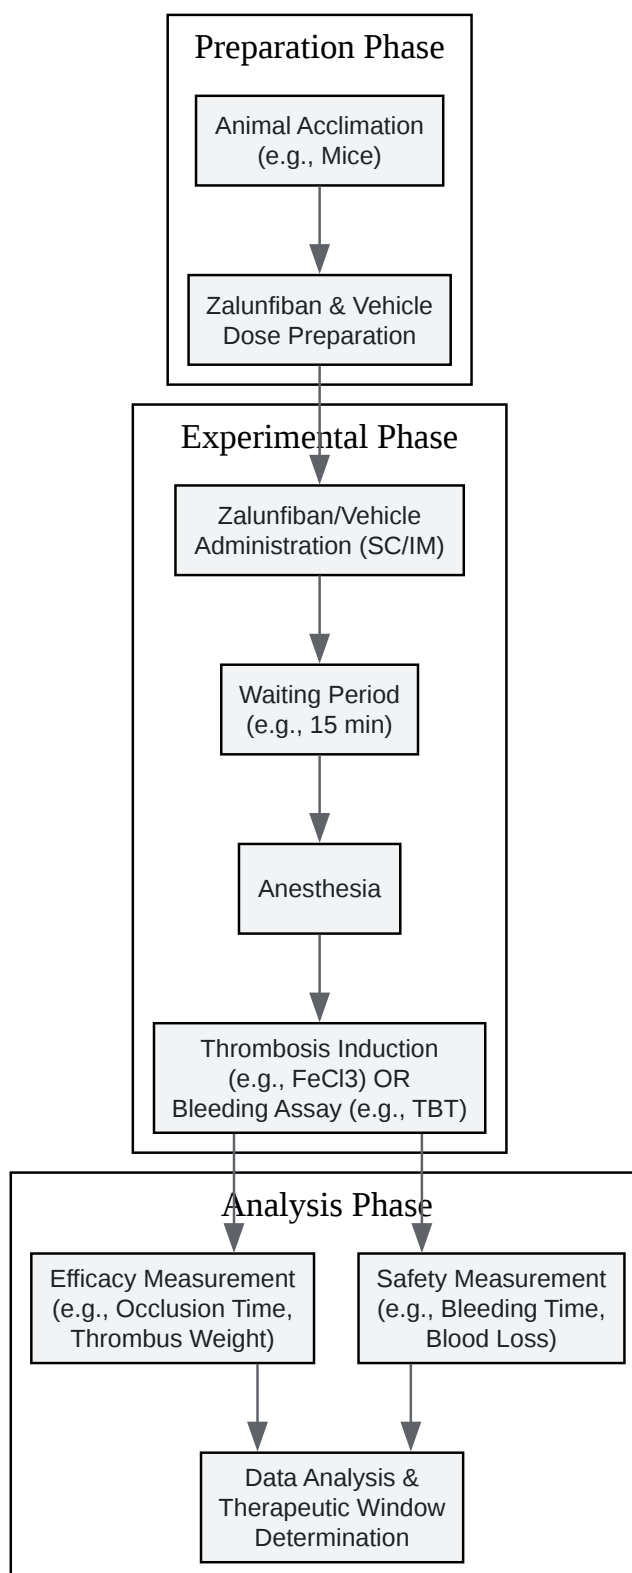 Preparation Phase
Animal Acclimation
(e.g., Mice)
Zalunfiban & Vehicle
Dose Preparation
Experimental Phase
Zalunfiban/Vehicle
Administration (SC/IM)
Waiting Period
(e.g., 15 min)
Anesthesia
Thrombosis Induction
(e.g., FeCl3) OR
Bleeding Assay (e.g., TBT)
Analysis Phase
Efficacy Measurement
(e.g., Occlusion Time,
Thrombus Weight)
Safety Measurement
(e.g., Bleeding Time,
Blood Loss)
Data Analysis &
Therapeutic Window
Determination